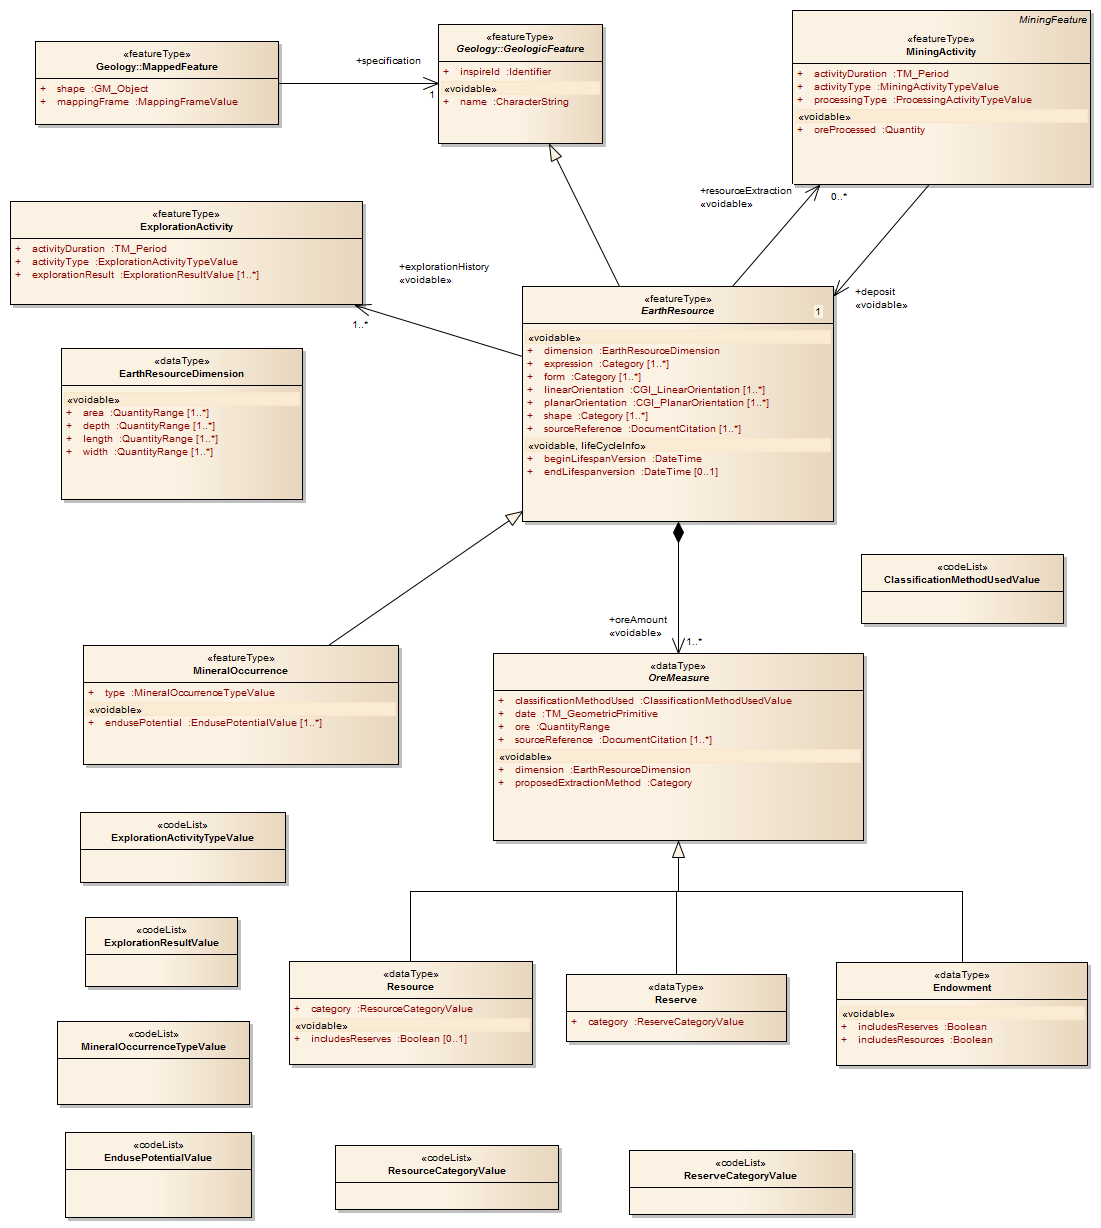 «featureType»
Geology::MappedFeature
+ shape :GM_Object
+ mappingFrame :MappingFrameValue
+specification
1
«featureType»
Geology::GeologicFeature
+ inspireId :Identifier
«voidable»
+ name :CharacterString
MiningFeature
«featureType»
MiningActivity
+ activityDuration :TM_Period
+ activityType :MiningActivityTypeValue
+ processingType :ProcessingActivityTypeValue
«voidable»
+ oreProcessed :Quantity
+resourceExtraction
«voidable»
0..*
«featureType»
ExplorationActivity
+ activityDuration :TM_Period
+ activityType :ExplorationActivityTypeValue
+ explorationResult :ExplorationResultValue [1..*]
+explorationHistory
«voidable»
1..*
+deposit
«voidable»
«featureType»
EarthResource
1
«voidable»
+ dimension :EarthResourceDimension
+ expression :Category [1..*]
+ form :Category [1..*]
+ linearOrientation :CGI_LinearOrientation [1..*]
+ planarOrientation :CGI_PlanarOrientation [1..*]
+ shape :Category [1..*]
+ sourceReference :DocumentCitation [1..*]
«voidable, lifeCycleInfo»
+ beginLifespanVersion :DateTime
+ endLifespanversion :DateTime [0..1]
«dataType»
EarthResourceDimension
«voidable»
+ area :QuantityRange [1..*]
+ depth :QuantityRange [1..*]
+ length :QuantityRange [1..*]
+ width :QuantityRange [1..*]
«codeList»
ClassificationMethodUsedValue
+oreAmount
«voidable»
1..*
«featureType»
MineralOccurrence
+ type :MineralOccurrenceTypeValue
«voidable»
+ endusePotential :EndusePotentialValue [1..*]
«dataType»
OreMeasure
+ classificationMethodUsed :ClassificationMethodUsedValue
+ date :TM_GeometricPrimitive
+ ore :QuantityRange
+ sourceReference :DocumentCitation [1..*]
«voidable»
+ dimension :EarthResourceDimension
+ proposedExtractionMethod :Category
«codeList»
ExplorationActivityTypeValue
«codeList»
ExplorationResultValue
«dataType»
Resource
+ category :ResourceCategoryValue
«voidable»
+ includesReserves :Boolean [0..1]
«dataType»
Reserve
+ category :ReserveCategoryValue
«dataType»
Endowment
«voidable»
+ includesReserves :Boolean
+ includesResources :Boolean
«codeList»
MineralOccurrenceTypeValue
«codeList»
EndusePotentialValue
«codeList»
ResourceCategoryValue
«codeList»
ReserveCategoryValue